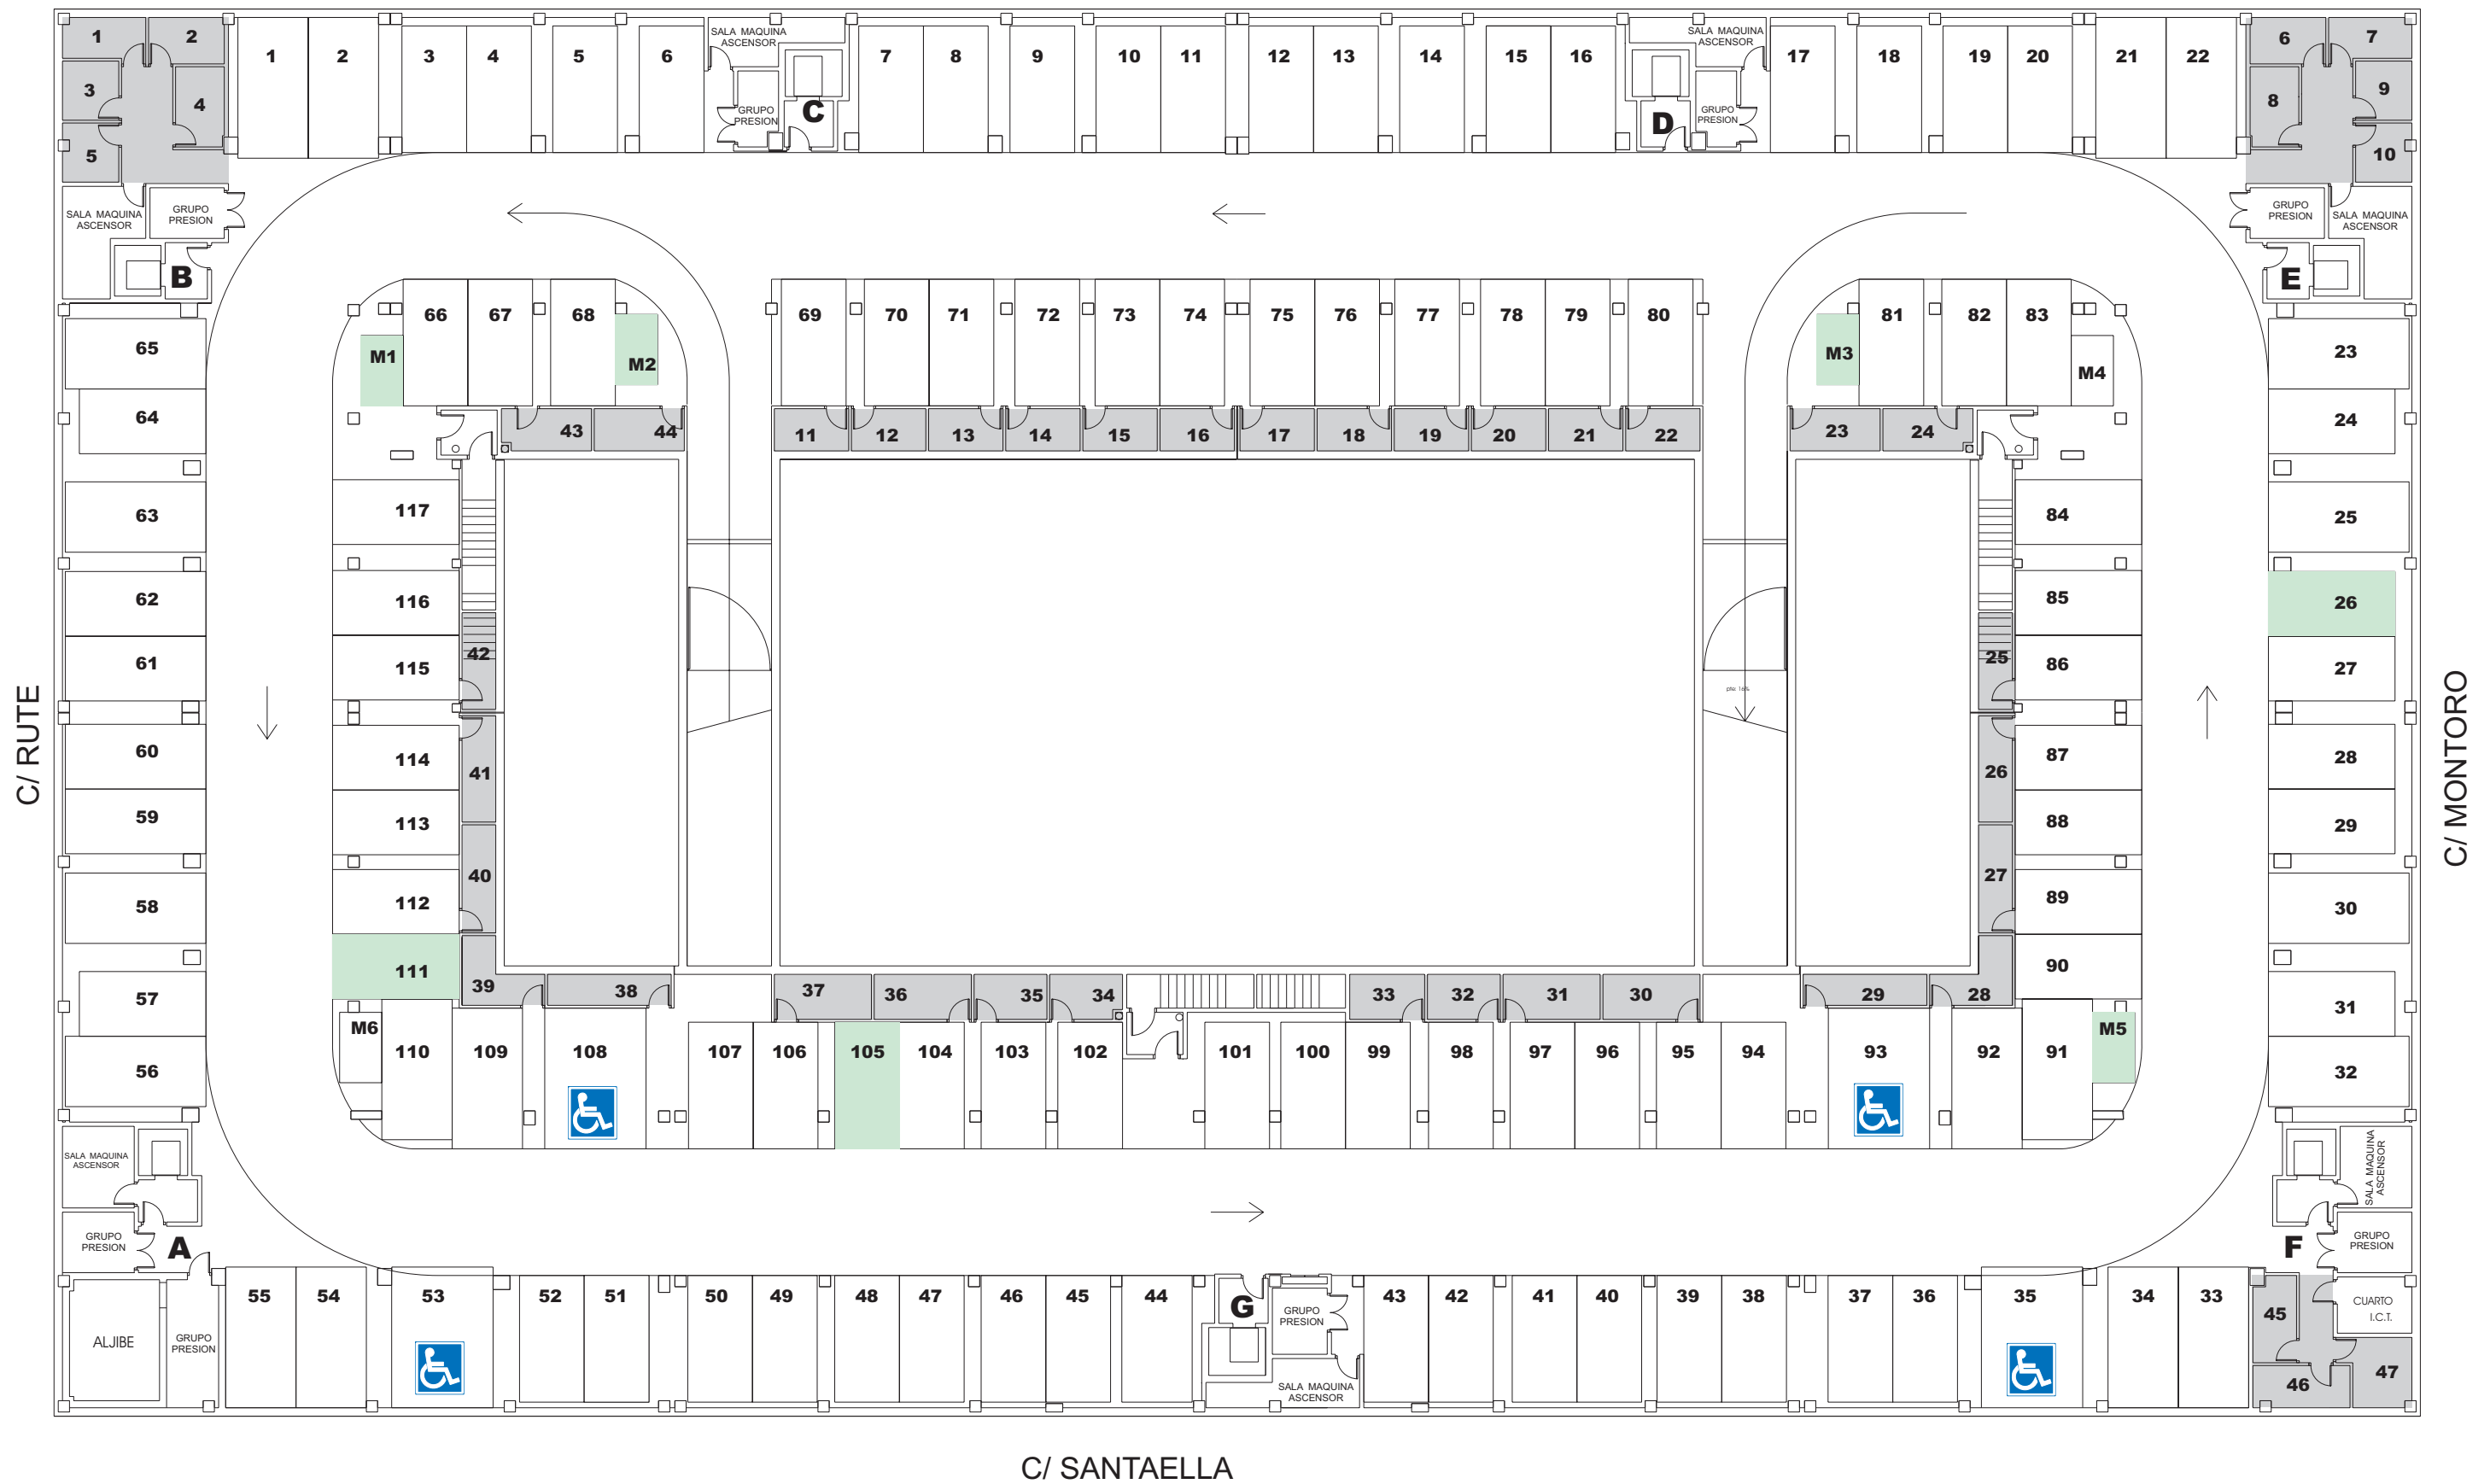 1 2 1 2 3 4 5 6 SALA MAQUINA ASCENSOR 7 8 9 10 11 12 13 14 15 16 SALA MAQUINA ASCENSOR 17 18 19 20 21 22 6 7
3 4 GRUPO PRESION C D GRUPO PRESION 8 9
5 10
SALA MAQUINA ASCENSOR GRUPO PRESION GRUPO PRESION SALA MAQUINA ASCENSOR
B E
66 67 68 69 70 71 72 73 74 75 76 77 78 79 80 81 82 83
65 M1 M2 M3 M4 23
64 43 44 11 12 13 14 15 16 17 18 19 20 21 22 23 24 24
63 117 84 25
62 116 85 26
61 115 42 25 86 27
pte 16%
C/ RUTE C/ MONTORO
60 114 41 26 87 28
59 113 88 29
58 112 40 27 89 30
57 111 39 38 37 36 35 34 33 32 31 30 29 28 90 31
56 M6 110 109 108 107 106 105 104 103 102 101 100 99 98 97 96 95 94 93 92 91 M5 32
SALA MAQUINA ASCENSOR SALA MAQUINA ASCENSOR
GRUPO PRESION A F GRUPO PRESION
55 54 53 52 51 50 49 48 47 46 45 44 G GRUPO PRESION 43 42 41 40 39 38 37 36 35 34 33 45 CUARTO I.C.T.
ALJIBE GRUPO PRESION SALA MAQUINA ASCENSOR 46 47
C/ SANTAELLA